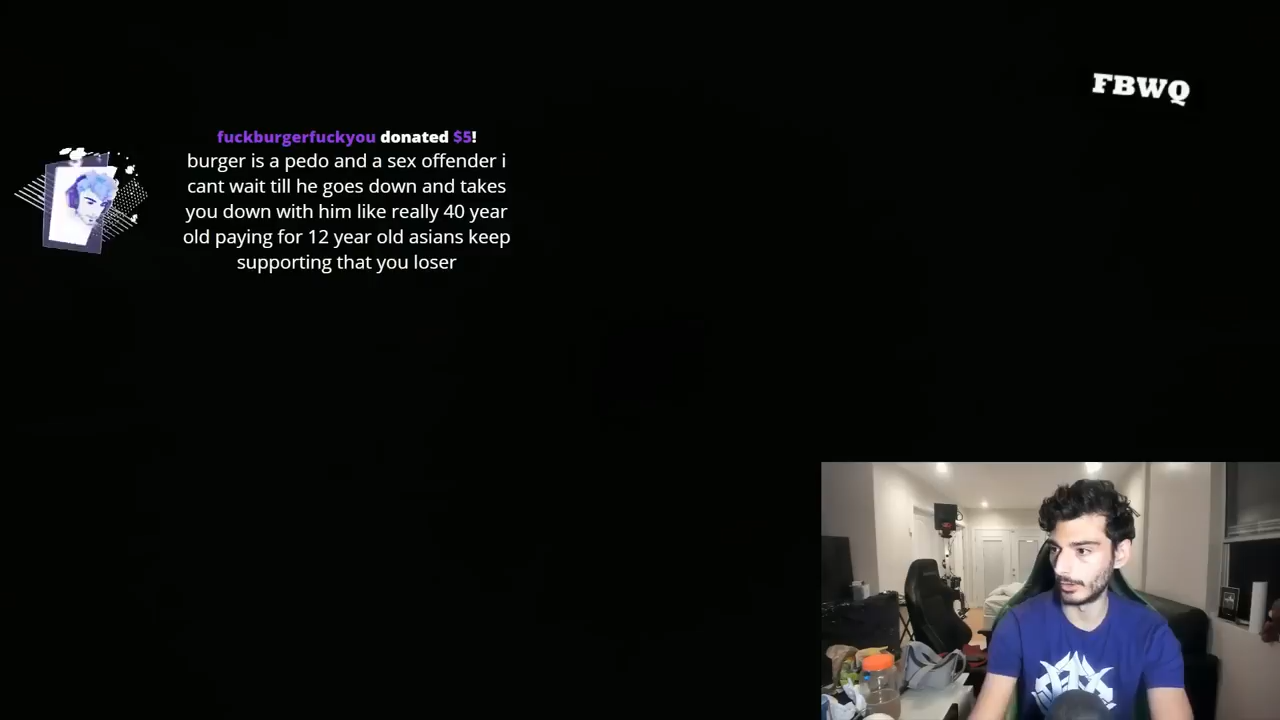 FBWQ
fuckburgerfuckyou donated $5!
burger is a pedo and a sex offender i
cant wait till he goes down and takes
you down with him like really 40 year
old paying for 12 year old asians keep
supporting that you loser